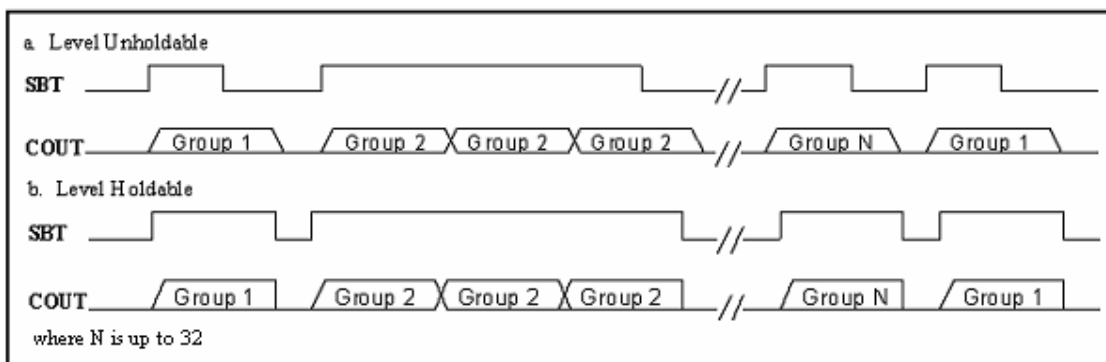 a. Level Unholdable
SBT
//
COUT
Group 1 Group 2 Group 2 Group 2 // Group N Group 1
b. Level Holdable
SBT
//
COUT
Group 1 Group 2 Group 2 Group 2 // Group N Group 1
where N is up to 32